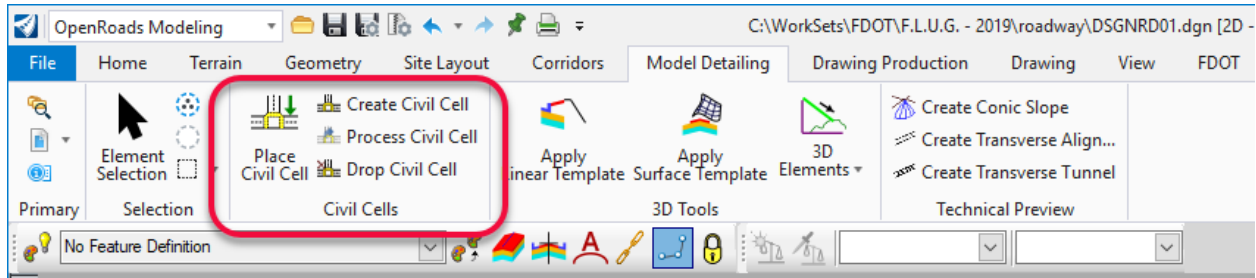 OpenRoads Modeling
C:\WorkSets\FDOT\F.L.U.G. - 2019\roadway\DSGNRD01.dgn [2D -
File Home Terrain Geometry Site Layout Corridors Model Detailing Drawing Production Drawing View FDOT
Element
Selection
Place
Civil Cell
Create Civil Cell
Process Civil Cell
Drop Civil Cell
Apply
inear Template
Apply
Surface Template
3D
Elements
Create Conic Slope
Create Transverse Align...
Create Transverse Tunnel
Primary Selection Civil Cells 3D Tools Technical Preview
No Feature Definition